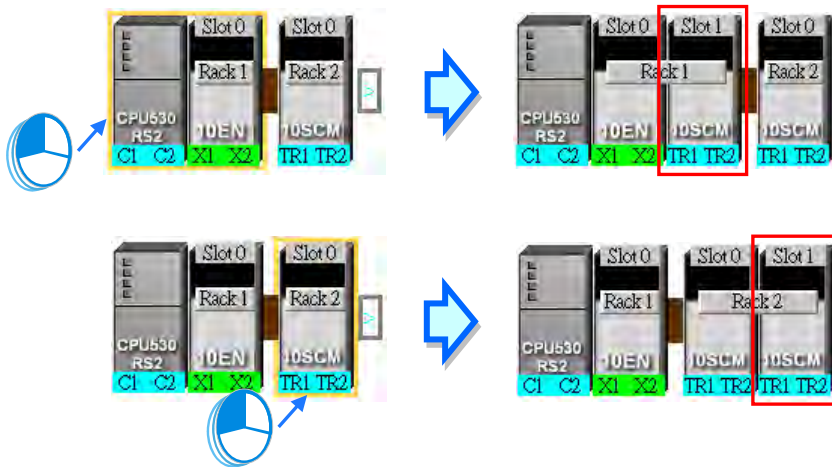 Slot 0 Slot 0
Rack 1 Rack 2
>
CPU530
RS2 10EN 10SCM
C1 C2 X1 X2 TR1 TR2
Slot 0 Slot 1 Slot 0
Rack 1 Rack 2
CPU530
RS2 10EN 10SCM 10SCM
C1 C2 X1 X2 TR1 TR2 TR1 TR2
Slot 0 Slot 0
Rack 1 Rack 2
>
CPU530
RS2 10EN 10SCM
C1 C2 X1 X2 TR1 TR2
Slot 0 Slot 0 Slot 1
Rack 1 Rack 2
CPU530
RS2 10EN 10SCM 10SCM
C1 C2 X1 X2 TR1 TR2 TR1 TR2